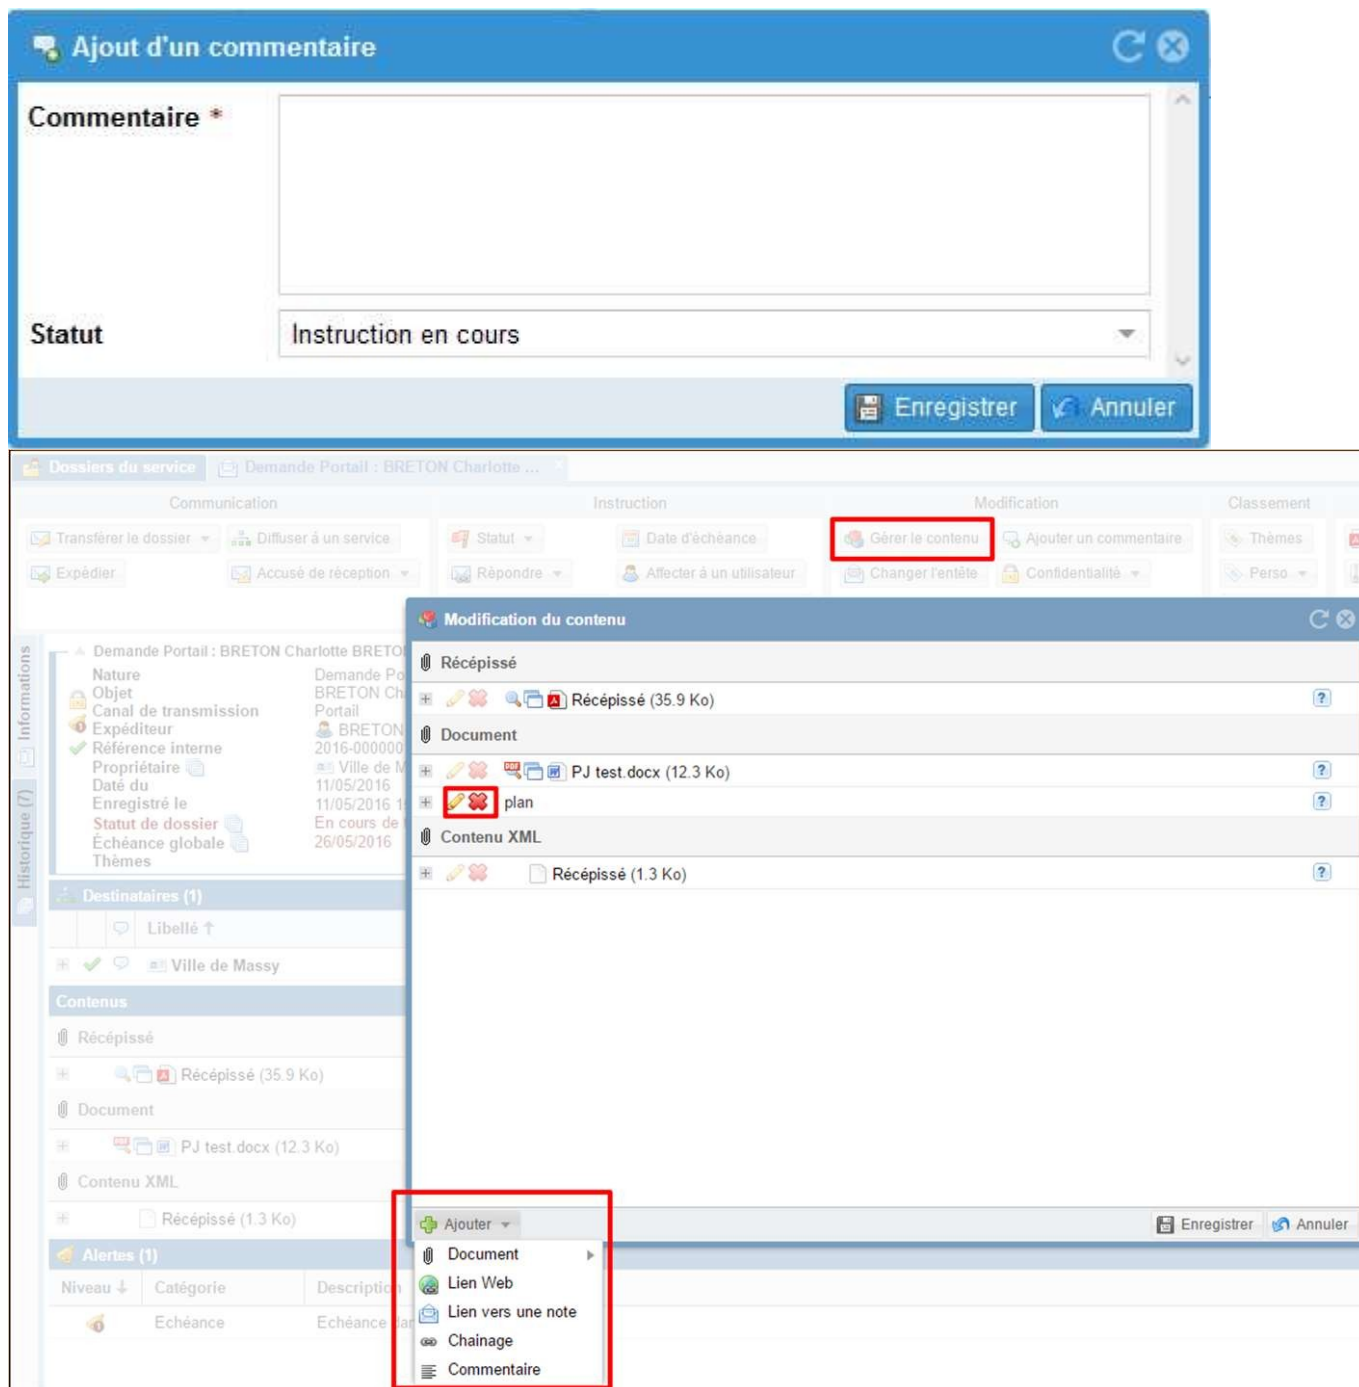 Ajout d'un commentaire
Commentaire *
Statut
Instruction en cours
Enregistrer
Annuler
Dossiers du service
Demande Portail : BRETON Charlotte ...
Communication
Instruction
Modification
Classement
Transférer le dossier
Diffuser à un service
Statut
Date d'échéance
Gérer le contenu
Ajouter un commentaire
Thèmes
Expédier
Accusé de réception
Répondre
Affecter à un utilisateur
Changer l'entête
Confidentialité
Perso
Informations
Historique (7)
Demande Portail : BRETON Charlotte BRETO
Nature Demande Po
Objet BRETON Ch
Canal de transmission Portail
Expéditeur BRETON
Référence interne 2016-000000
Propriétaire Ville de M
Daté du 11/05/2016
Enregistré le 11/05/2016 1
Statut de dossier En cours de
Échéance globale 26/05/2016
Thèmes
Destinataires (1)
Libellé
Ville de Massy
Contenus
Récépissé
Récépissé (35.9 Ko)
Document
PJ test.docx (12.3 Ko)
Contenu XML
Récépissé (1.3 Ko)
Alertes (1)
Niveau Catégorie Description
Echéance Echéance dan
Modification du contenu
Récépissé
Récépissé (35.9 Ko)
Document
PJ test.docx (12.3 Ko)
plan
Contenu XML
Récépissé (1.3 Ko)
Ajouter
Enregistrer
Annuler
Document
Lien Web
Lien vers une note
Chainage
Commentaire